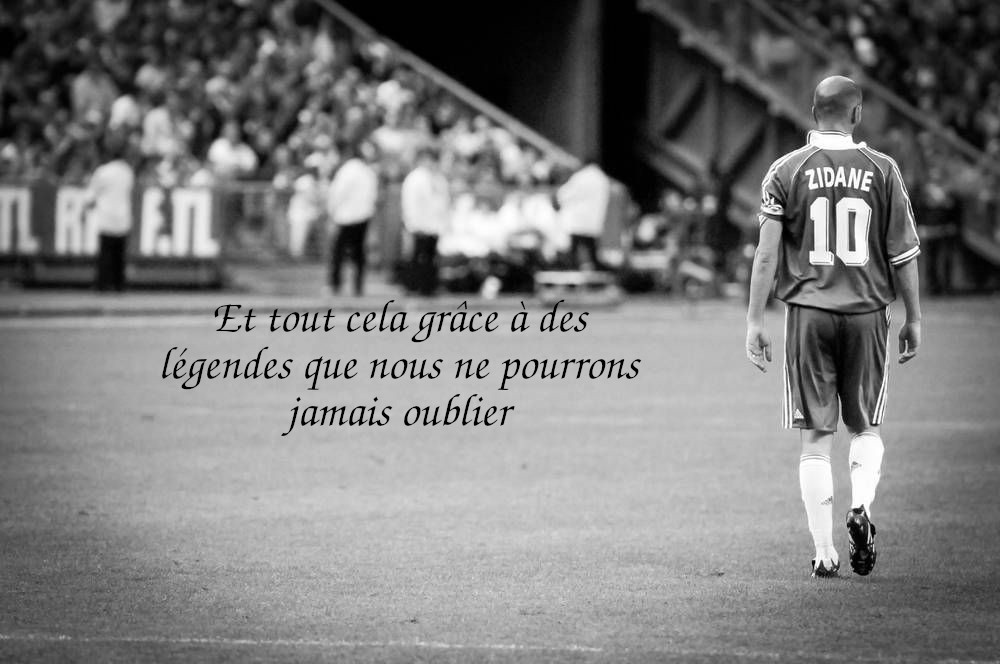 ZIDANE
10
Et tout cela grâce à des
légendes que nous ne pourrons
jamais oublier